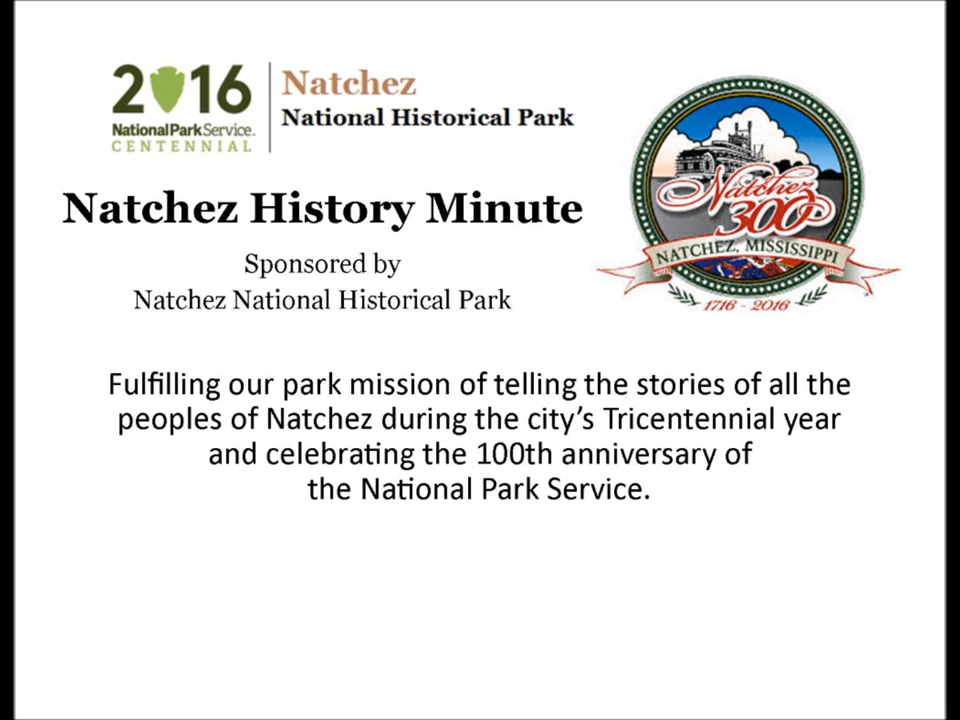 2016
National Park Service
CENTENNIAL
Natchez
National Historical Park
Natchez History Minute
Sponsored by
Natchez National Historical Park
Natchez
300
NATCHEZ, MISSISSIPPI
1716 - 2016
Fulfilling our park mission of telling the stories of all the
peoples of Natchez during the city's Tricentennial year
and celebrating the 100th anniversary of
the National Park Service.